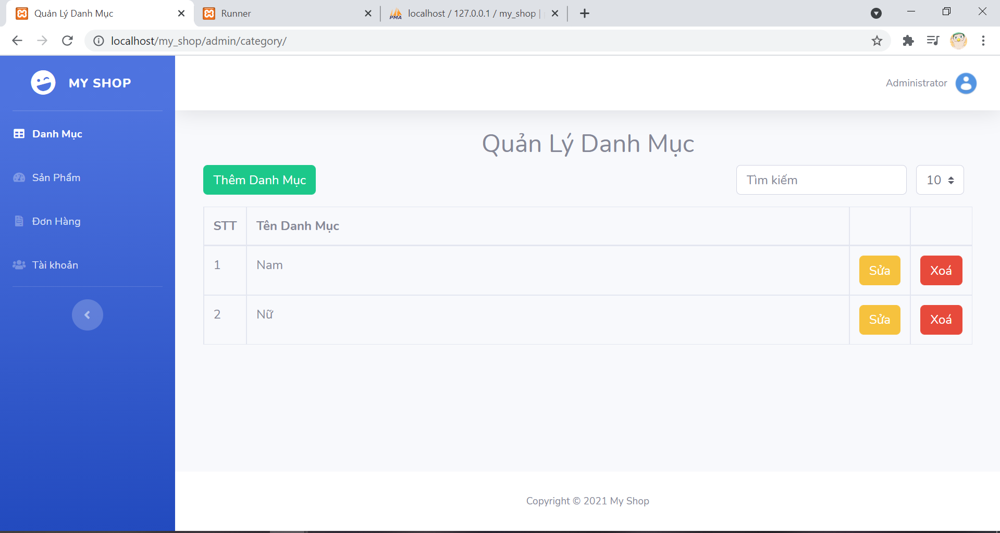 Quản Lý Danh Mục
Runner
localhost / 127.0.0.1 / my_shop |
localhost/my_shop/admin/category/
MY SHOP
Administrator
Danh Mục
Sản Phẩm
Đơn Hàng
Tài khoản
Quản Lý Danh Mục
Thêm Danh Mục
Tìm kiếm
10
STT Tên Danh Mục
1 Nam Sửa Xoá
2 Nữ Sửa Xoá
Copyright © 2021 My Shop